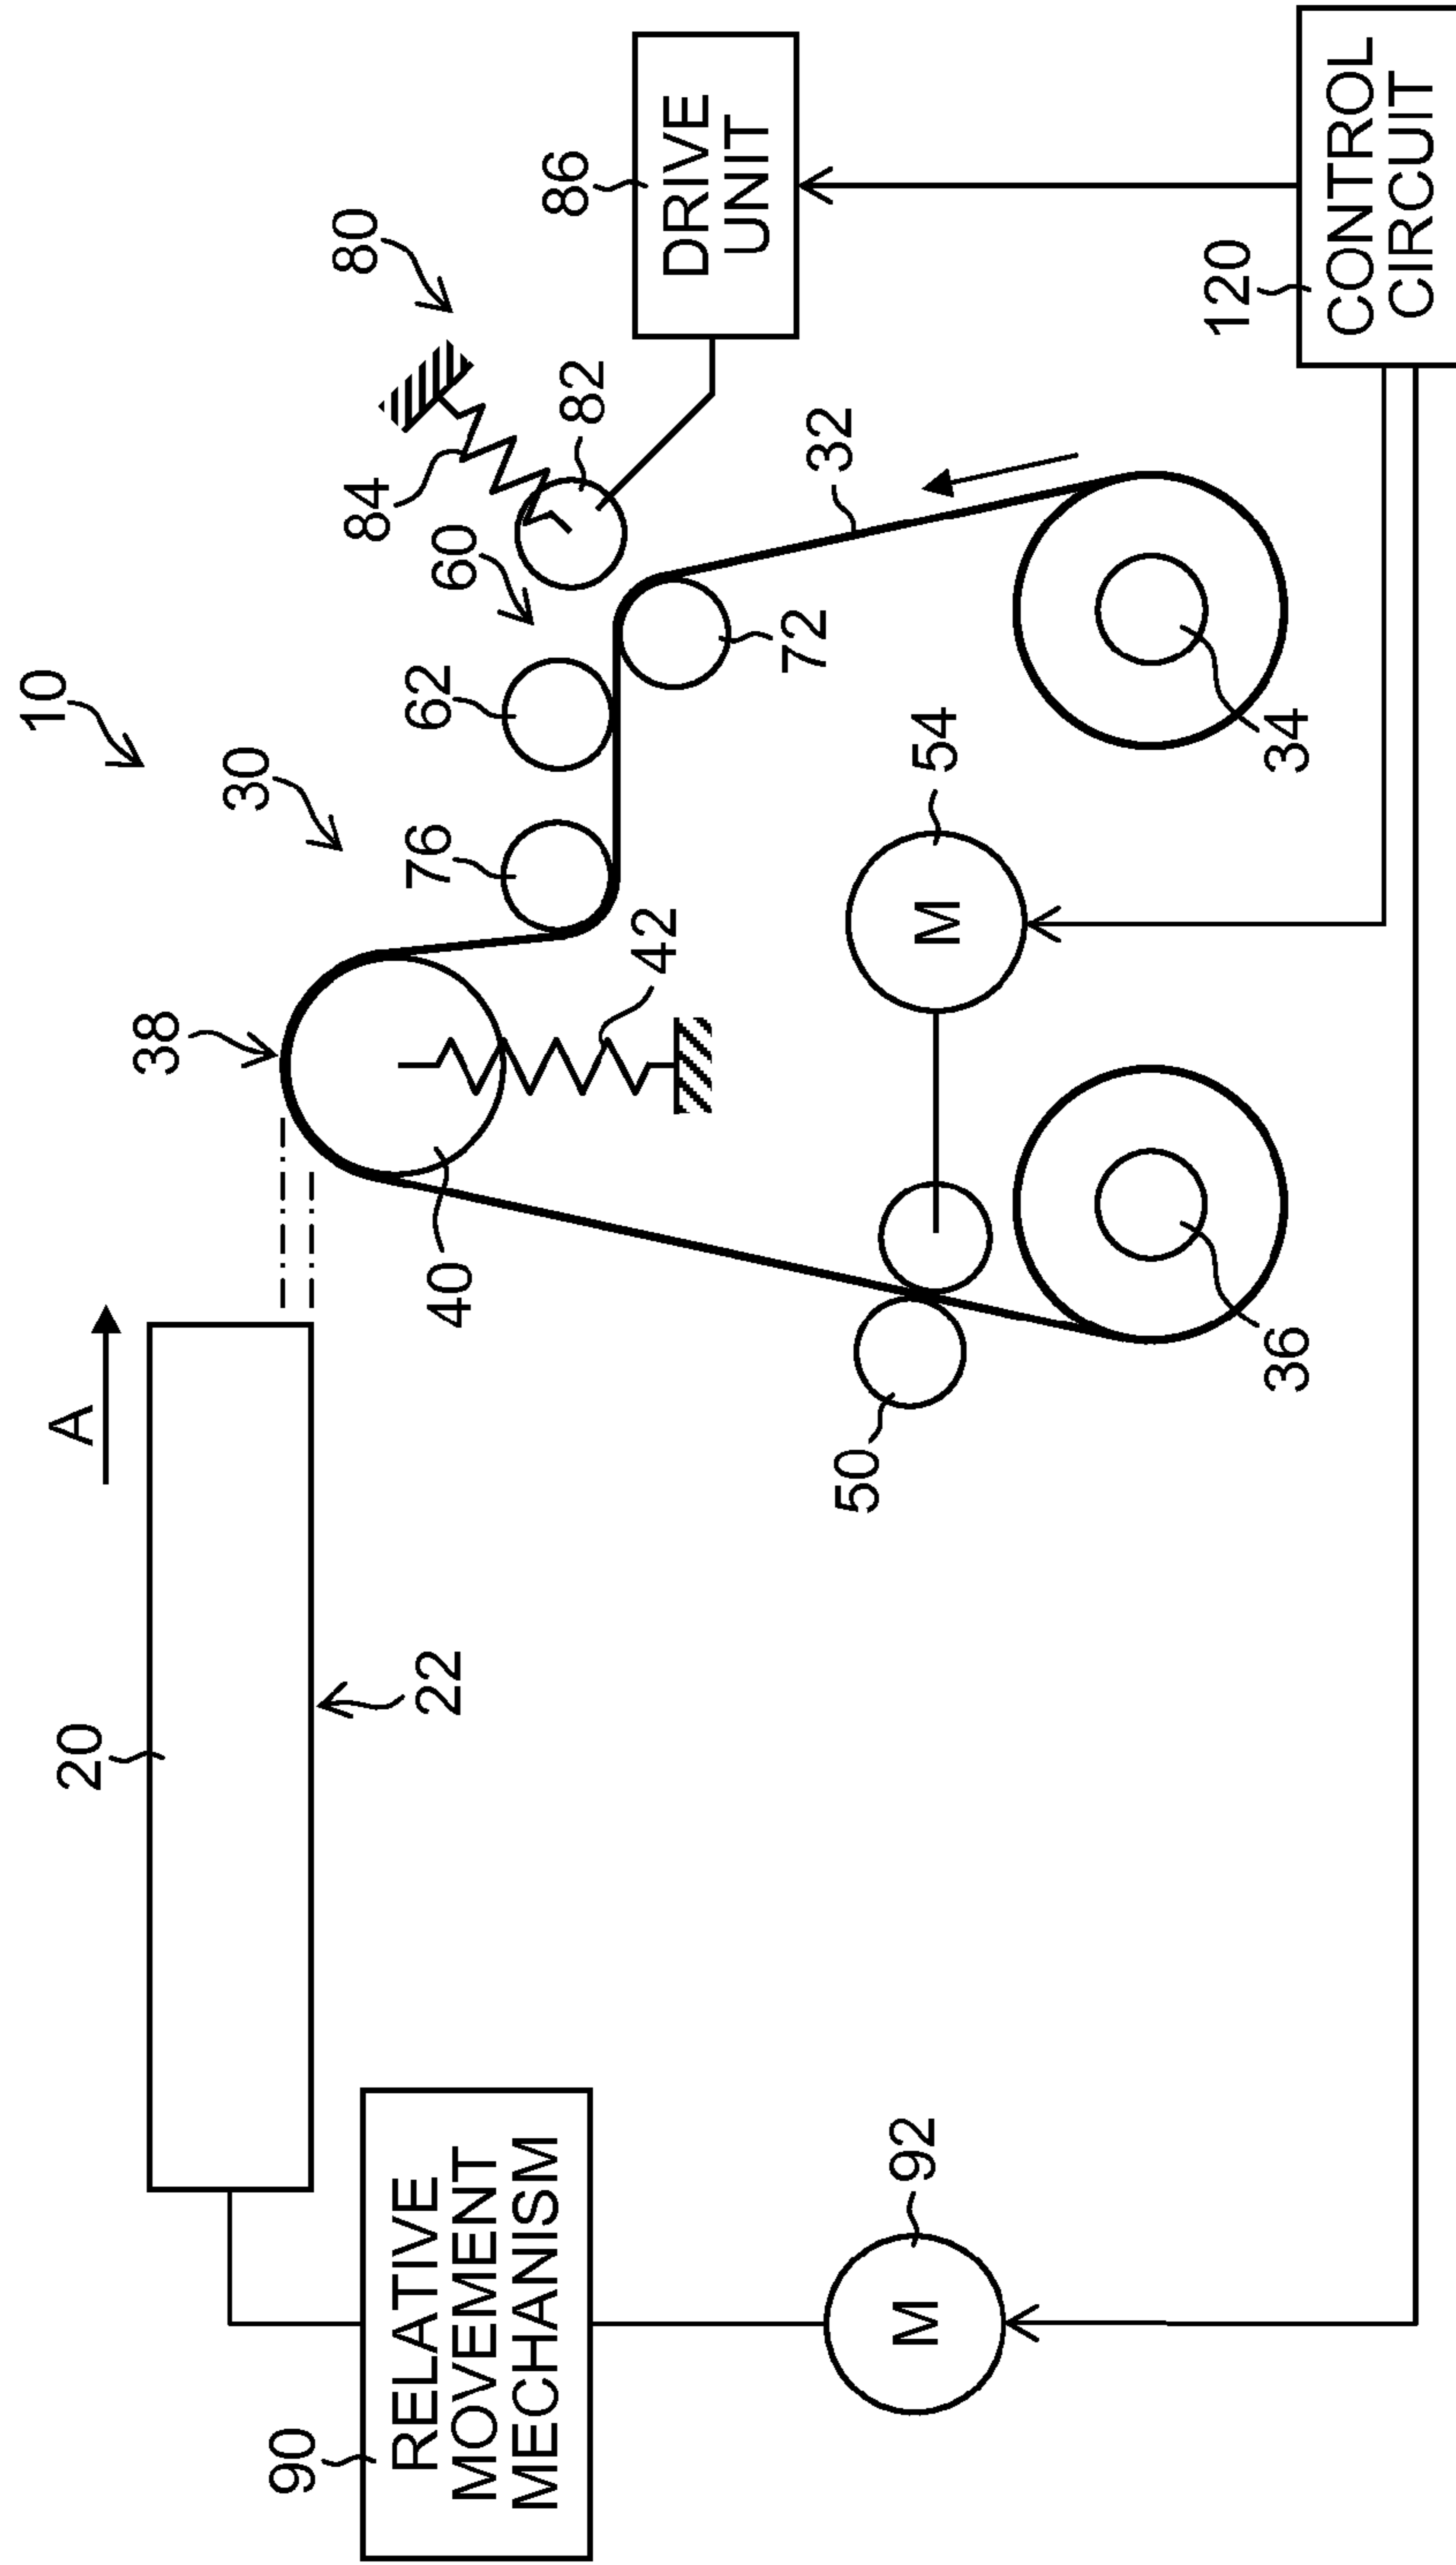 10
A
20
38
30
80
90
84
RELATIVE
MOVEMENT
MECHANISM
22
40
76
62
60
82
86
42
DRIVE
UNIT
72
32
50
92
54
M
M
36
34
120
CONTROL
CIRCUIT